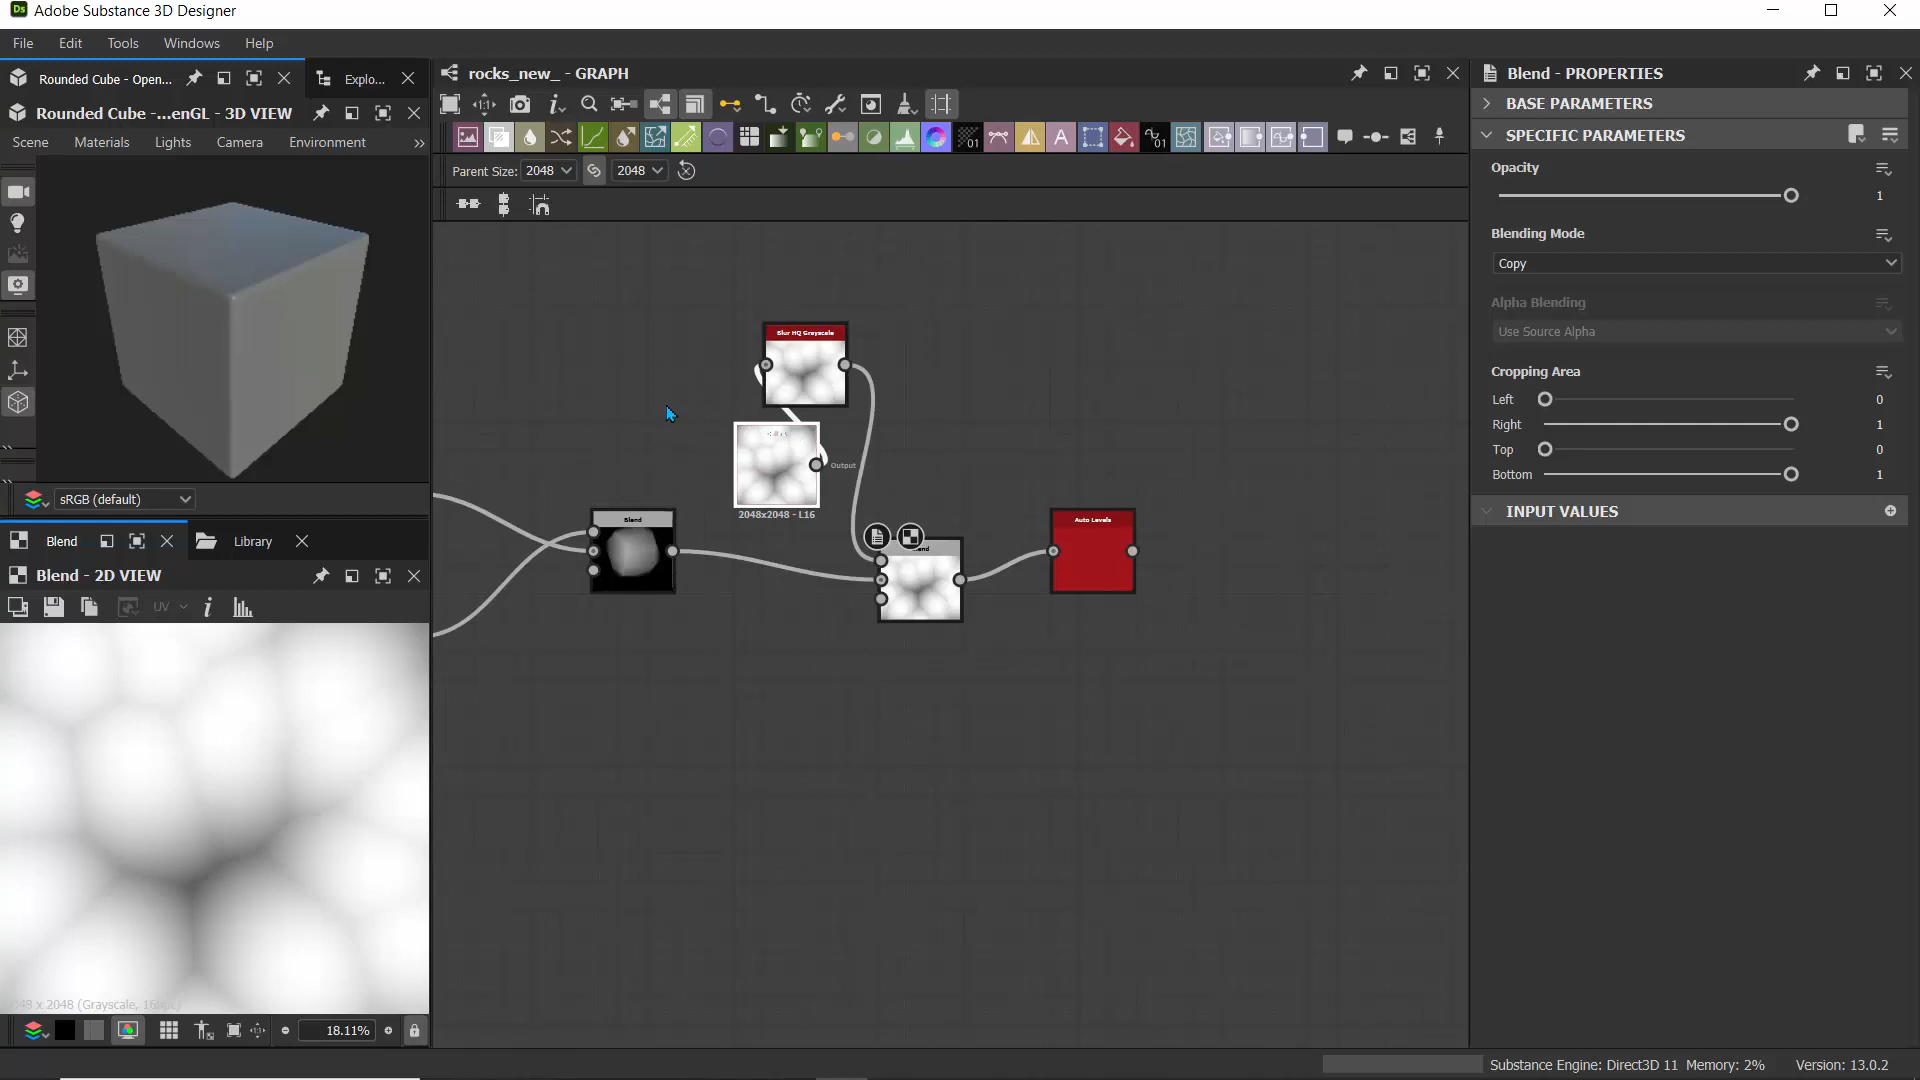 Adobe Substance 3D Designer
File Edit Tools Windows Help
Rounded Cube - Open... Explo...
Rounded Cube -...enGL - 3D VIEW
Scene Materials Lights Camera Environment
sRGB (default)
Blend Library
Blend - 2D VIEW
UV
18.11%
rocks_new_ - GRAPH
Parent Size: 2048 2048
Blur HQ Grayscale
Output
2048x2048 - L16
Blend
Auto Levels
Blend - PROPERTIES
BASE PARAMETERS
SPECIFIC PARAMETERS
Opacity
1
Blending Mode
Copy
Alpha Blending
Use Source Alpha
Cropping Area
Left 0
Right 1
Top 0
Bottom 1
INPUT VALUES
Substance Engine: Direct3D 11 Memory: 2% Version: 13.0.2